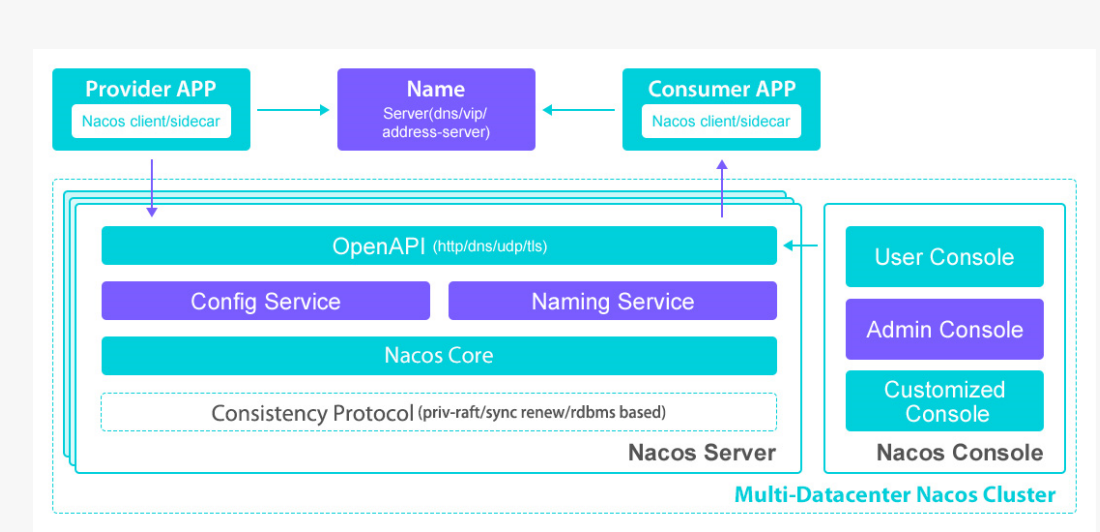 Provider APP
Nacos client/sidecar
Name
Server(dns/vip/
address-server)
Consumer APP
Nacos client/sidecar
OpenAPI (http/dns/udp/tls)
Config Service
Naming Service
Nacos Core
Consistency Protocol (priv-raft/sync renew/rdbms based)
Nacos Server
User Console
Admin Console
Customized
Console
Nacos Console
Multi-Datacenter Nacos Cluster